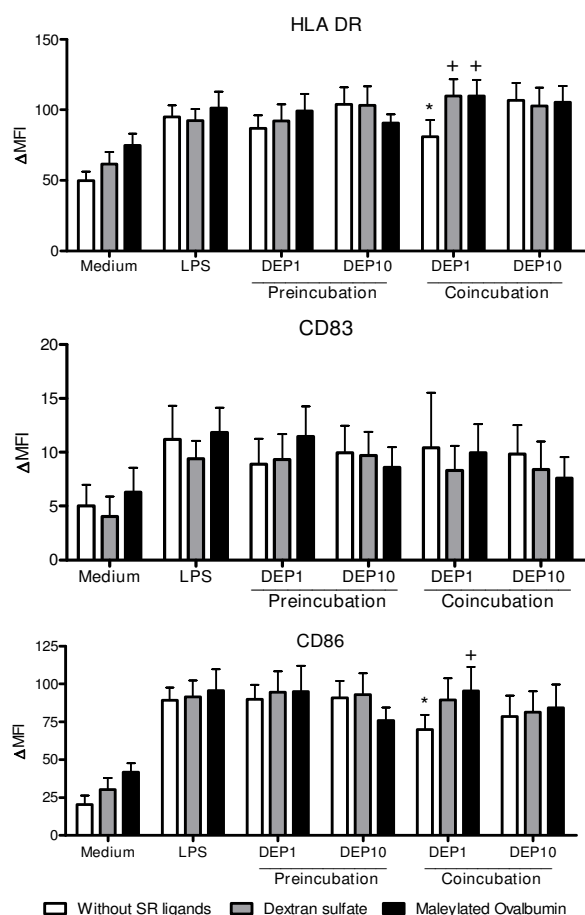 HLA DR
150
100
50
0
ΔMFI
* + +
Medium LPS DEP1 DEP10 DEP1 DEP10
Preincubation Coincubation
CD83
20
15
10
5
0
ΔMFI
Medium LPS DEP1 DEP10 DEP1 DEP10
Preincubation Coincubation
CD86
125
100
75
50
25
0
ΔMFI
* +
Medium LPS DEP1 DEP10 DEP1 DEP10
Preincubation Coincubation
Without SR ligands Dextran sulfate Maleylated Ovalbumin